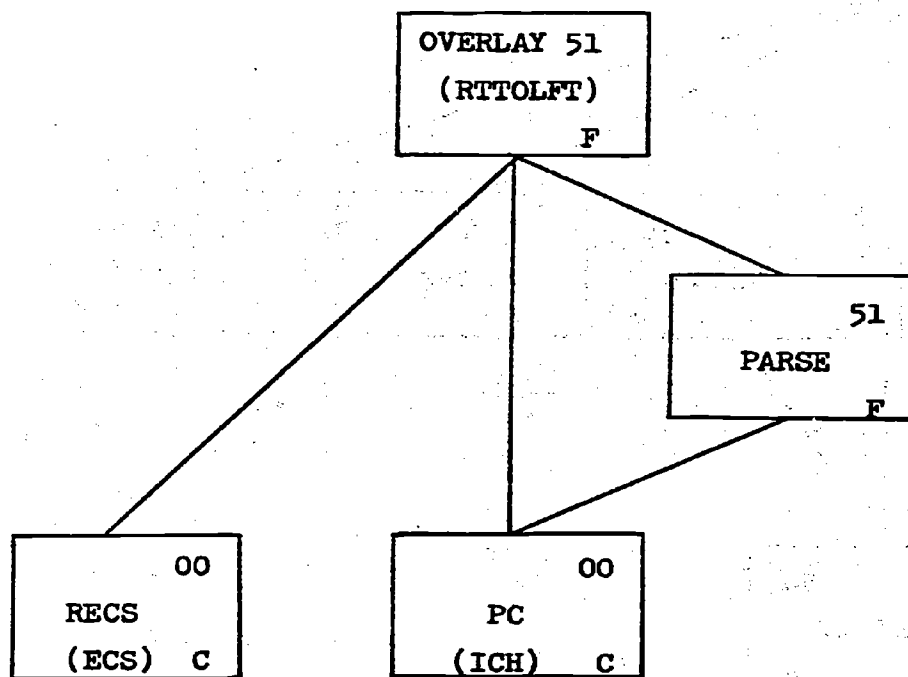 OVERLAY 51
(RTTOLFT)
F
51
PARSE
F
00
RECS
(ECS) C
00
PC
(ICH) C